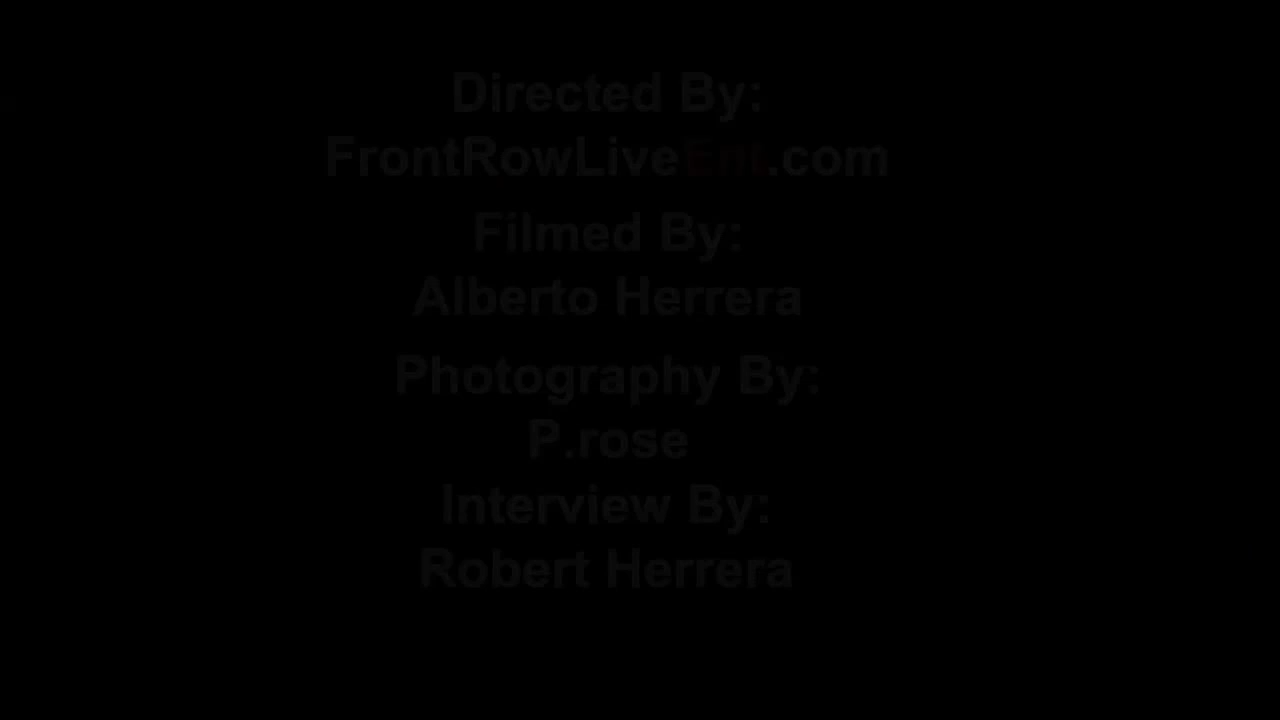 Directed By:
FrontRowLiveEnt.com
Filmed By:
Alberto Herrera
Photography By:
P.rose
Interview By:
Robert Herrera